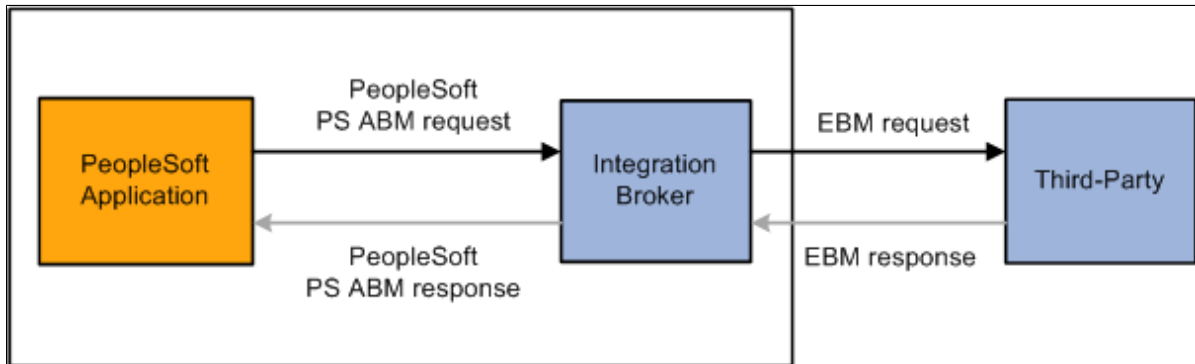 PeopleSoft
Application
PeopleSoft
PS ABM request
PeopleSoft
PS ABM response
Integration
Broker
EBM request
EBM response
Third-Party